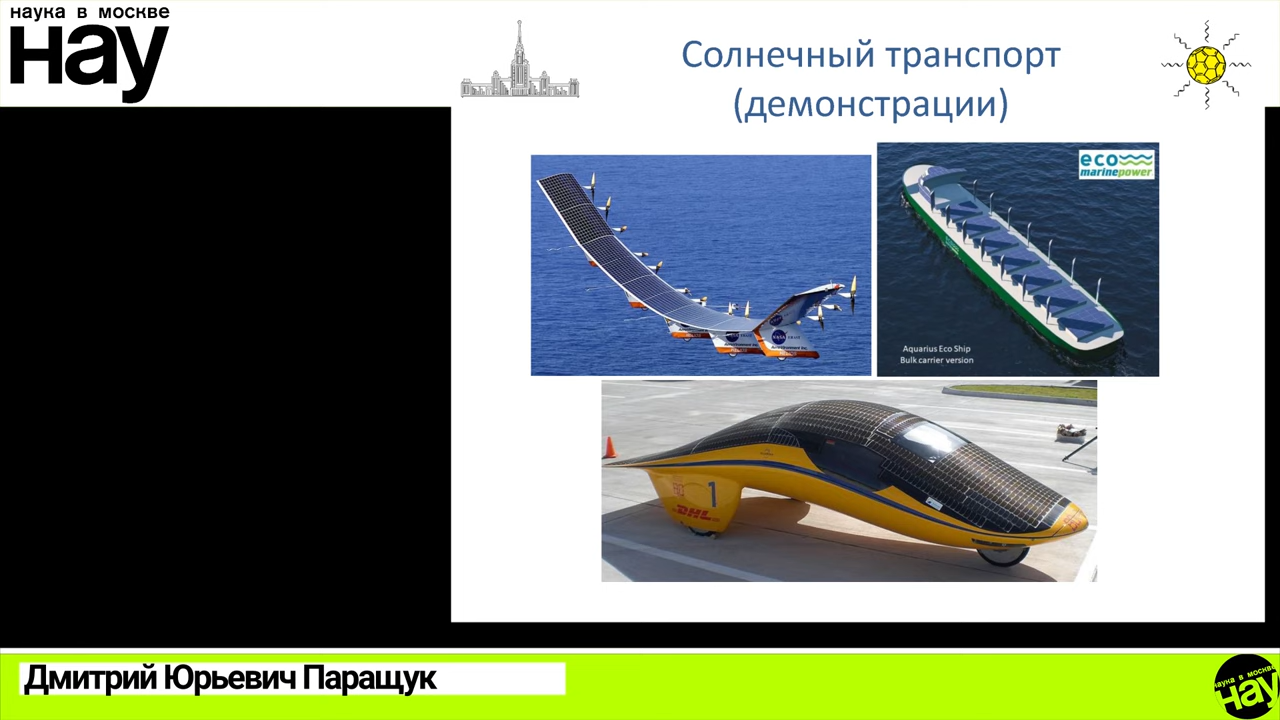 наука в москве
нау
Солнечный транспорт
(демонстрации)
eco
marinepower
Aquarius Eco Ship
Bulk carrier version
NASA
1
DHL
Дмитрий Юрьевич Паращук
наука в москве
нау